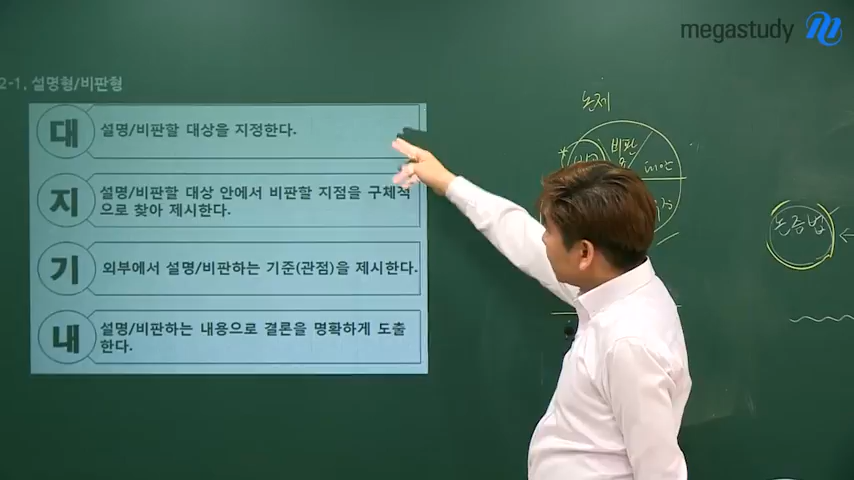 megastudy
2-1. 설명형/비판형
대
설명/비판할 대상을 지정한다.
지
설명/비판할 대상 안에서 비판할 지점을 구체적
으로 찾아 제시한다.
기
외부에서 설명/비판하는 기준(관점)을 제시한다.
내
설명/비판하는 내용으로 결론을 명확하게 도출
한다.
논제
비판
대안
논증법